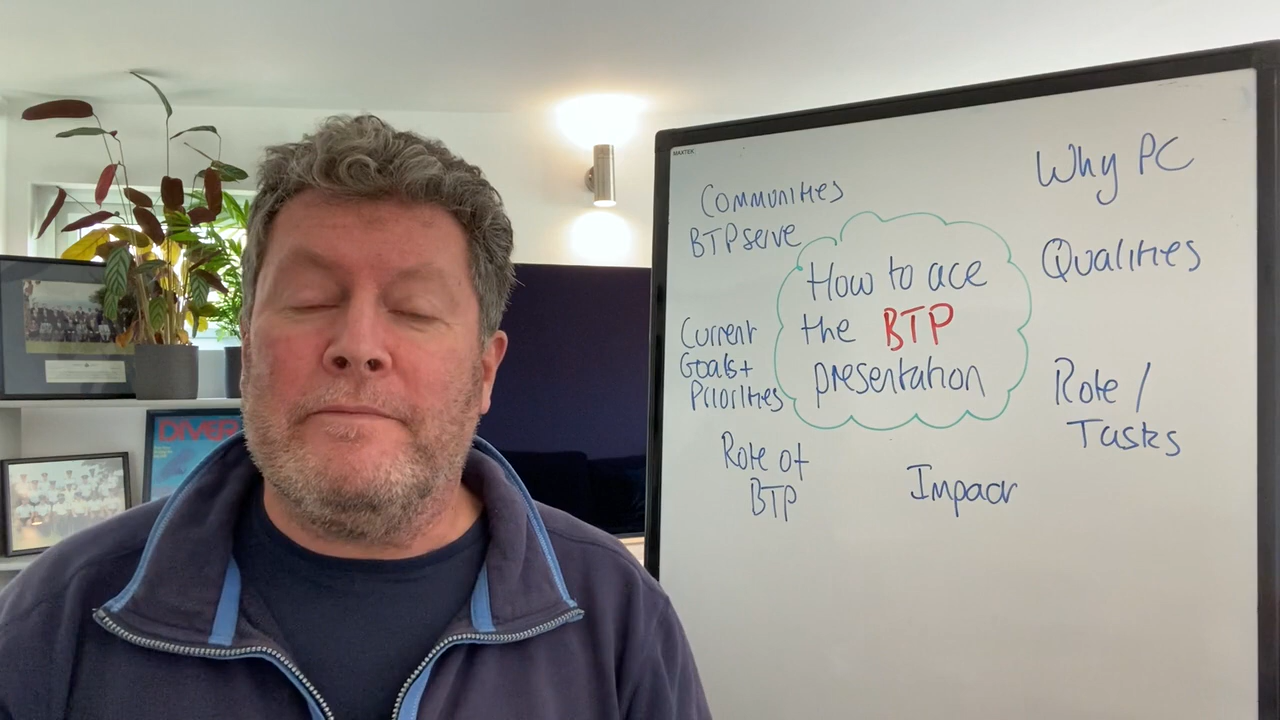 MAXTEK
Communities
BTP serve
Current
Goals +
Priorities
Role of
BTP
How to ace
the BTP
presentation
Impact
Why PC
Qualities
Role /
Tasks
DIVER